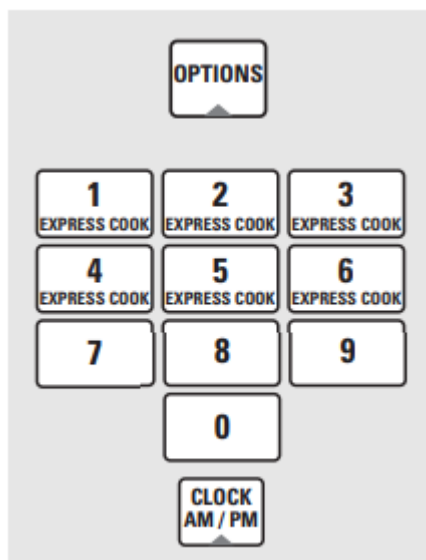 OPTIONS
1 2 3
EXPRESS COOK EXPRESS COOK EXPRESS COOK
4 5 6
EXPRESS COOK EXPRESS COOK EXPRESS COOK
7 8 9
0
CLOCK
AM / PM